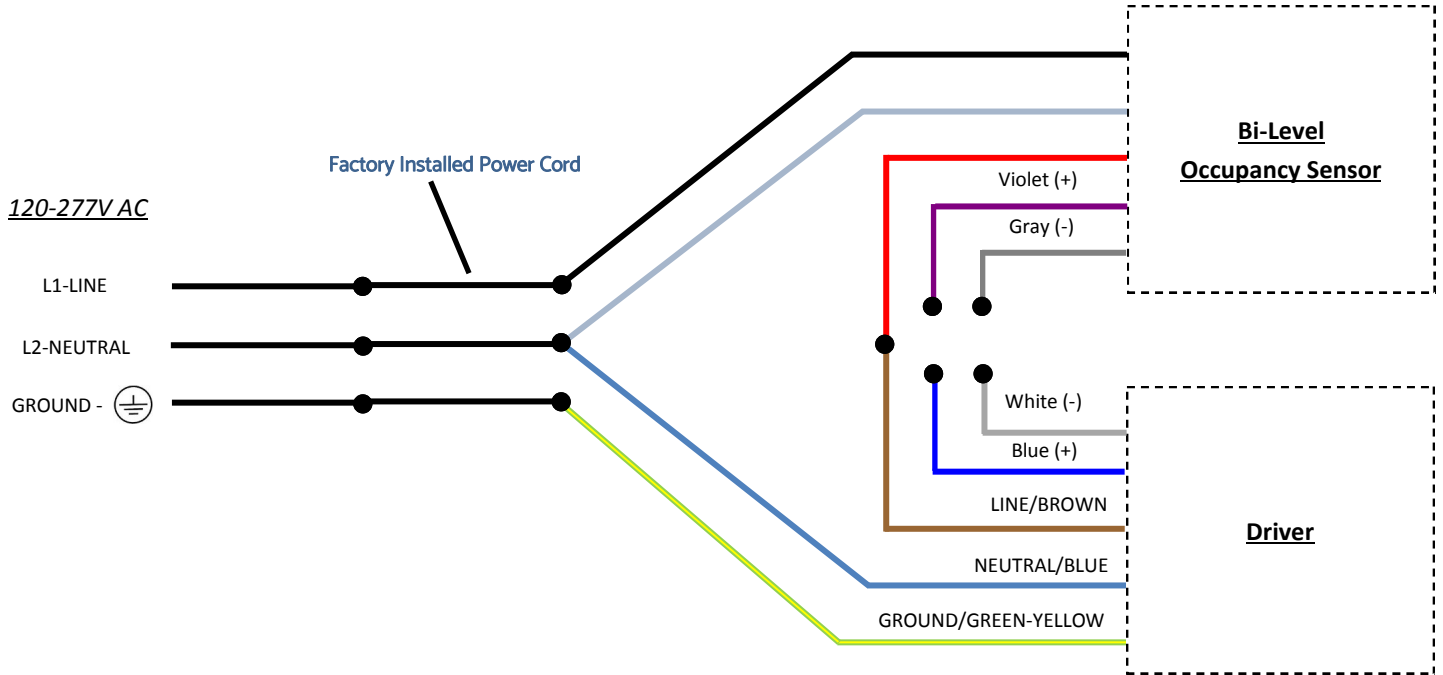 Factory Installed Power Cord
120-277V AC
L1-LINE
L2-NEUTRAL
GROUND -
Bi-Level
Occupancy Sensor
Violet (+)
Gray (-)
White (-)
Blue (+)
LINE/BROWN
NEUTRAL/BLUE
GROUND/GREEN-YELLOW
Driver